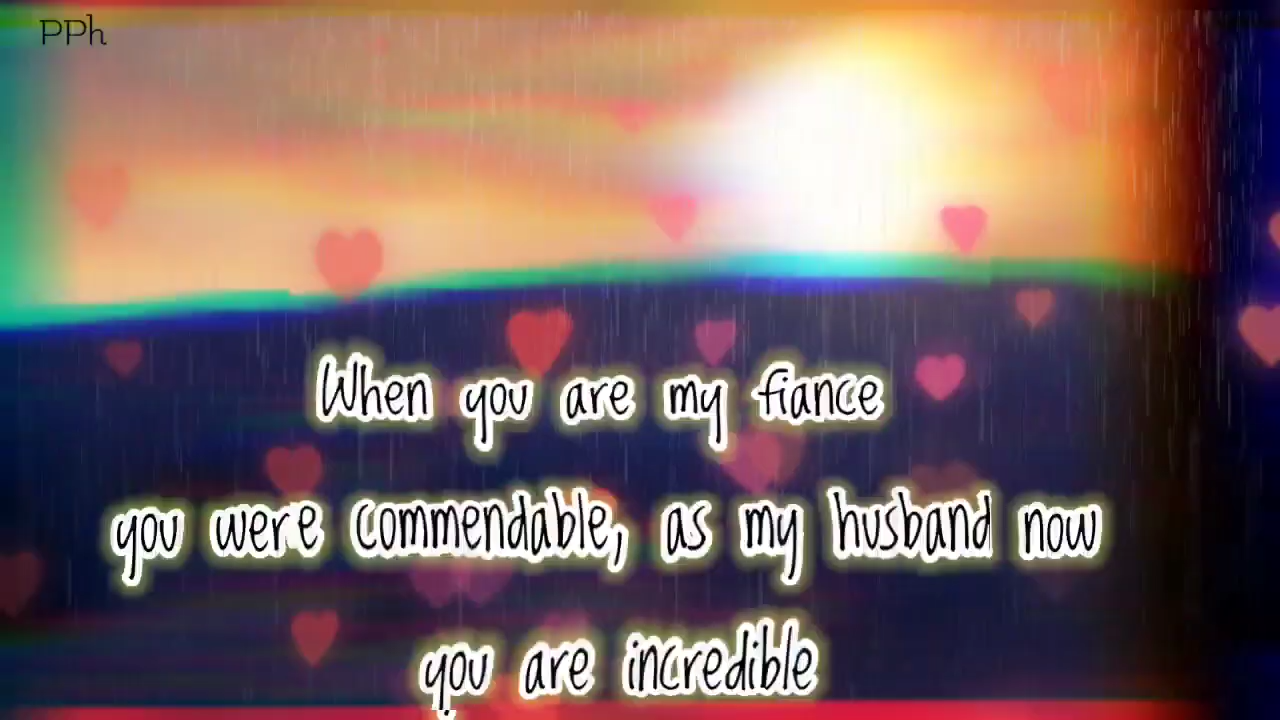 PPh
When you are my fiance
you were commendable, as my husband now
you are incredible